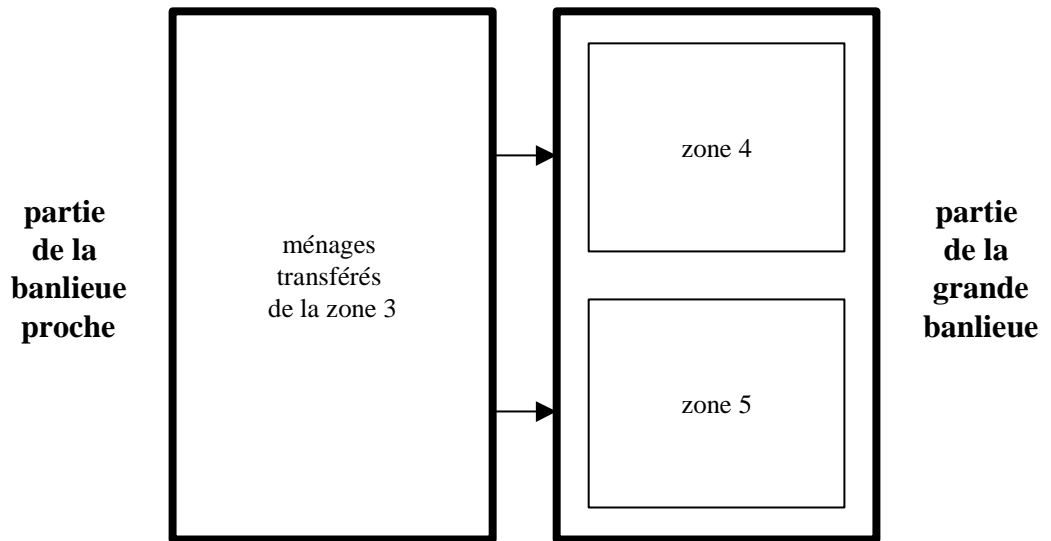 partie
de la
banlieue
proche
ménages
transférés
de la zone 3
zone 4
zone 5
partie
de la
grande
banlieue